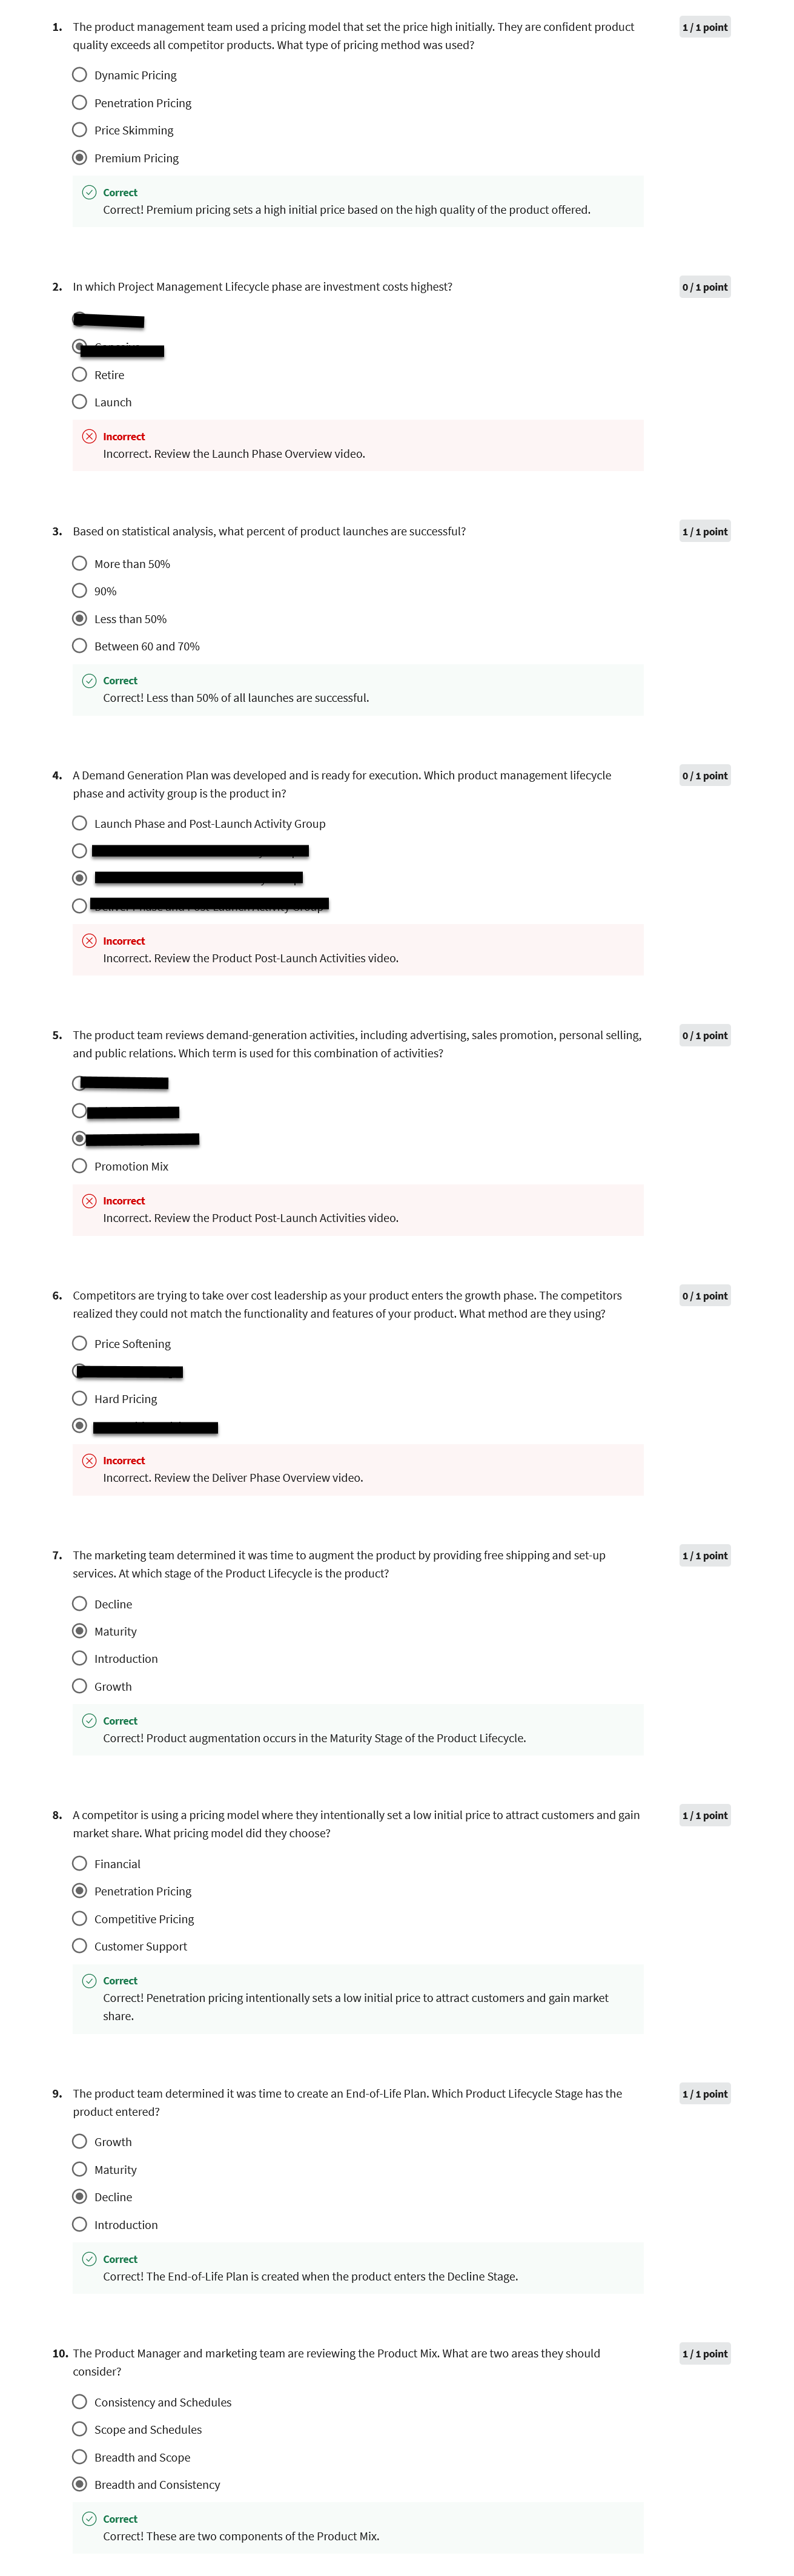 1. The product management team used a pricing model that set the price high initially. They are confident product
quality exceeds all competitor products. What type of pricing method was used?
1 / 1 point
Dynamic Pricing
Penetration Pricing
Price Skimming
Premium Pricing
Correct
Correct! Premium pricing sets a high initial price based on the high quality of the product offered.
2. In which Project Management Lifecycle phase are investment costs highest?
0 / 1 point
Retire
Launch
Incorrect
Incorrect. Review the Launch Phase Overview video.
3. Based on statistical analysis, what percent of product launches are successful?
1 / 1 point
More than 50%
90%
Less than 50%
Between 60 and 70%
Correct
Correct! Less than 50% of all launches are successful.
4. A Demand Generation Plan was developed and is ready for execution. Which product management lifecycle
phase and activity group is the product in?
0 / 1 point
Launch Phase and Post-Launch Activity Group
Incorrect
Incorrect. Review the Product Post-Launch Activities video.
5. The product team reviews demand-generation activities, including advertising, sales promotion, personal selling,
and public relations. Which term is used for this combination of activities?
0 / 1 point
Promotion Mix
Incorrect
Incorrect. Review the Product Post-Launch Activities video.
6. Competitors are trying to take over cost leadership as your product enters the growth phase. The competitors
realized they could not match the functionality and features of your product. What method are they using?
0 / 1 point
Price Softening
Hard Pricing
Incorrect
Incorrect. Review the Deliver Phase Overview video.
7. The marketing team determined it was time to augment the product by providing free shipping and set-up
services. At which stage of the Product Lifecycle is the product?
1 / 1 point
Decline
Maturity
Introduction
Growth
Correct
Correct! Product augmentation occurs in the Maturity Stage of the Product Lifecycle.
8. A competitor is using a pricing model where they intentionally set a low initial price to attract customers and gain
market share. What pricing model did they choose?
1 / 1 point
Financial
Penetration Pricing
Competitive Pricing
Customer Support
Correct
Correct! Penetration pricing intentionally sets a low initial price to attract customers and gain market
share.
9. The product team determined it was time to create an End-of-Life Plan. Which Product Lifecycle Stage has the
product entered?
1 / 1 point
Growth
Maturity
Decline
Introduction
Correct
Correct! The End-of-Life Plan is created when the product enters the Decline Stage.
10. The Product Manager and marketing team are reviewing the Product Mix. What are two areas they should
consider?
1 / 1 point
Consistency and Schedules
Scope and Schedules
Breadth and Scope
Breadth and Consistency
Correct
Correct! These are two components of the Product Mix.